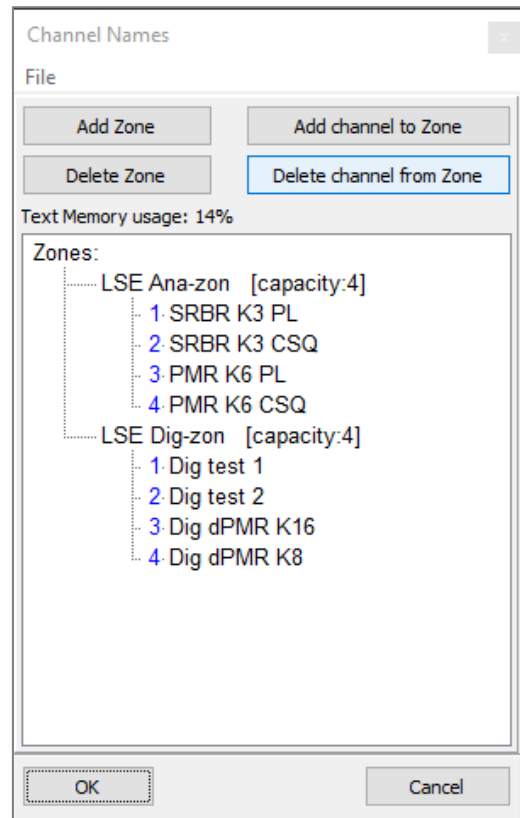 Channel Names
x
File
Add Zone
Add channel to Zone
Delete Zone
Delete channel from Zone
Text Memory usage: 14%
Zones:
LSE Ana-zon [capacity:4]
1 SRBR K3 PL
2 SRBR K3 CSQ
3 PMR K6 PL
4 PMR K6 CSQ
LSE Dig-zon [capacity:4]
1 Dig test 1
2 Dig test 2
3 Dig dPMR K16
4 Dig dPMR K8
OK
Cancel